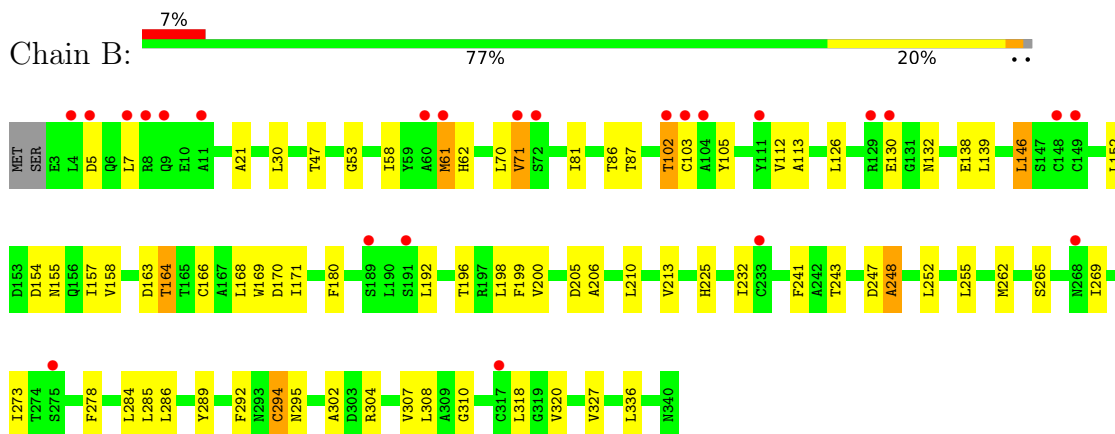 7%
Chain B:
77% 20% ..
MET SER E3 L4 D5 Q6 L7 R8 Q9 E10 A11 A21 L30 T47 G53 I58 Y59 A60 M61 H62 L70 V71 S72 I81 T86 T87 T102 C103 A104 Y105 Y111 V112 A113 L126 R129 E130 G131 N132 E138 L139 L146 S147 C148 C149 L152
D153 D154 N155 Q156 I157 V158 D163 T164 T165 C166 A167 L168 W169 D170 I171 F180 S189 L190 S191 L192 T196 R197 L198 F199 V200 D205 A206 L210 V213 H225 I232 C233 F241 A242 T243 D247 A248 L252 L255 M262 S265 N268 I269
I273 T274 S275 F278 L284 L285 L286 Y289 F292 N293 C294 N295 A302 D303 R304 V307 L308 A309 G310 C317 L318 G319 V320 V327 L336 N340